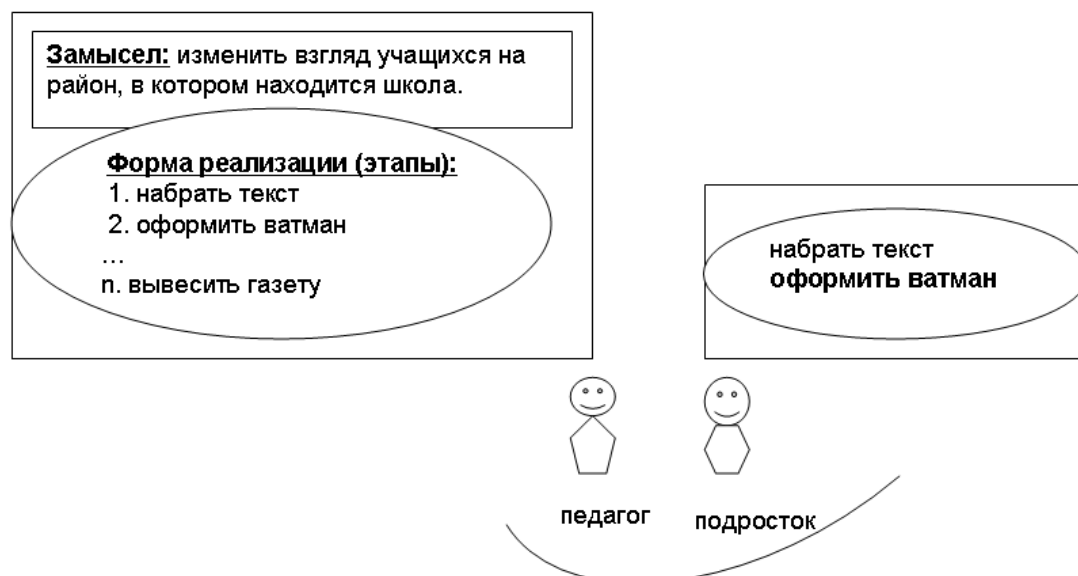 Замысел: изменить взгляд учащихся на
район, в котором находится школа.
Форма реализации (этапы):
1. набрать текст
2. оформить ватман
...
n. вывесить газету
набрать текст
оформить ватман
педагог
подросток